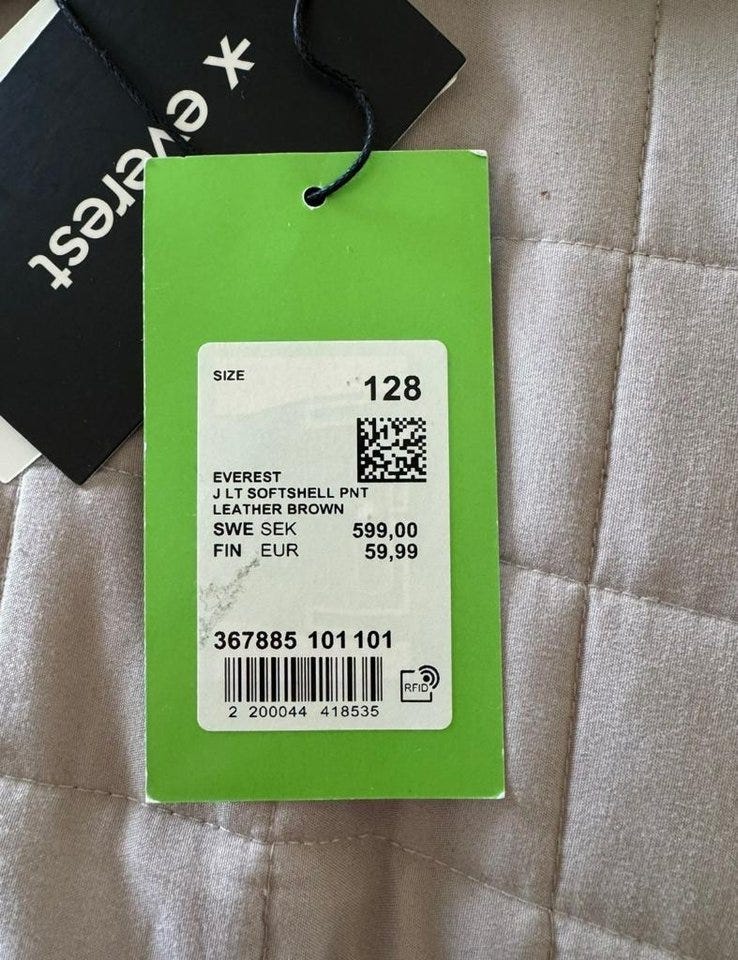 everest
SIZE
128
EVEREST
J LT SOFTSHELL PNT
LEATHER BROWN
SWE SEK 599,00
FIN EUR 59,99
367885 101 101
RFID
2 200044 418535